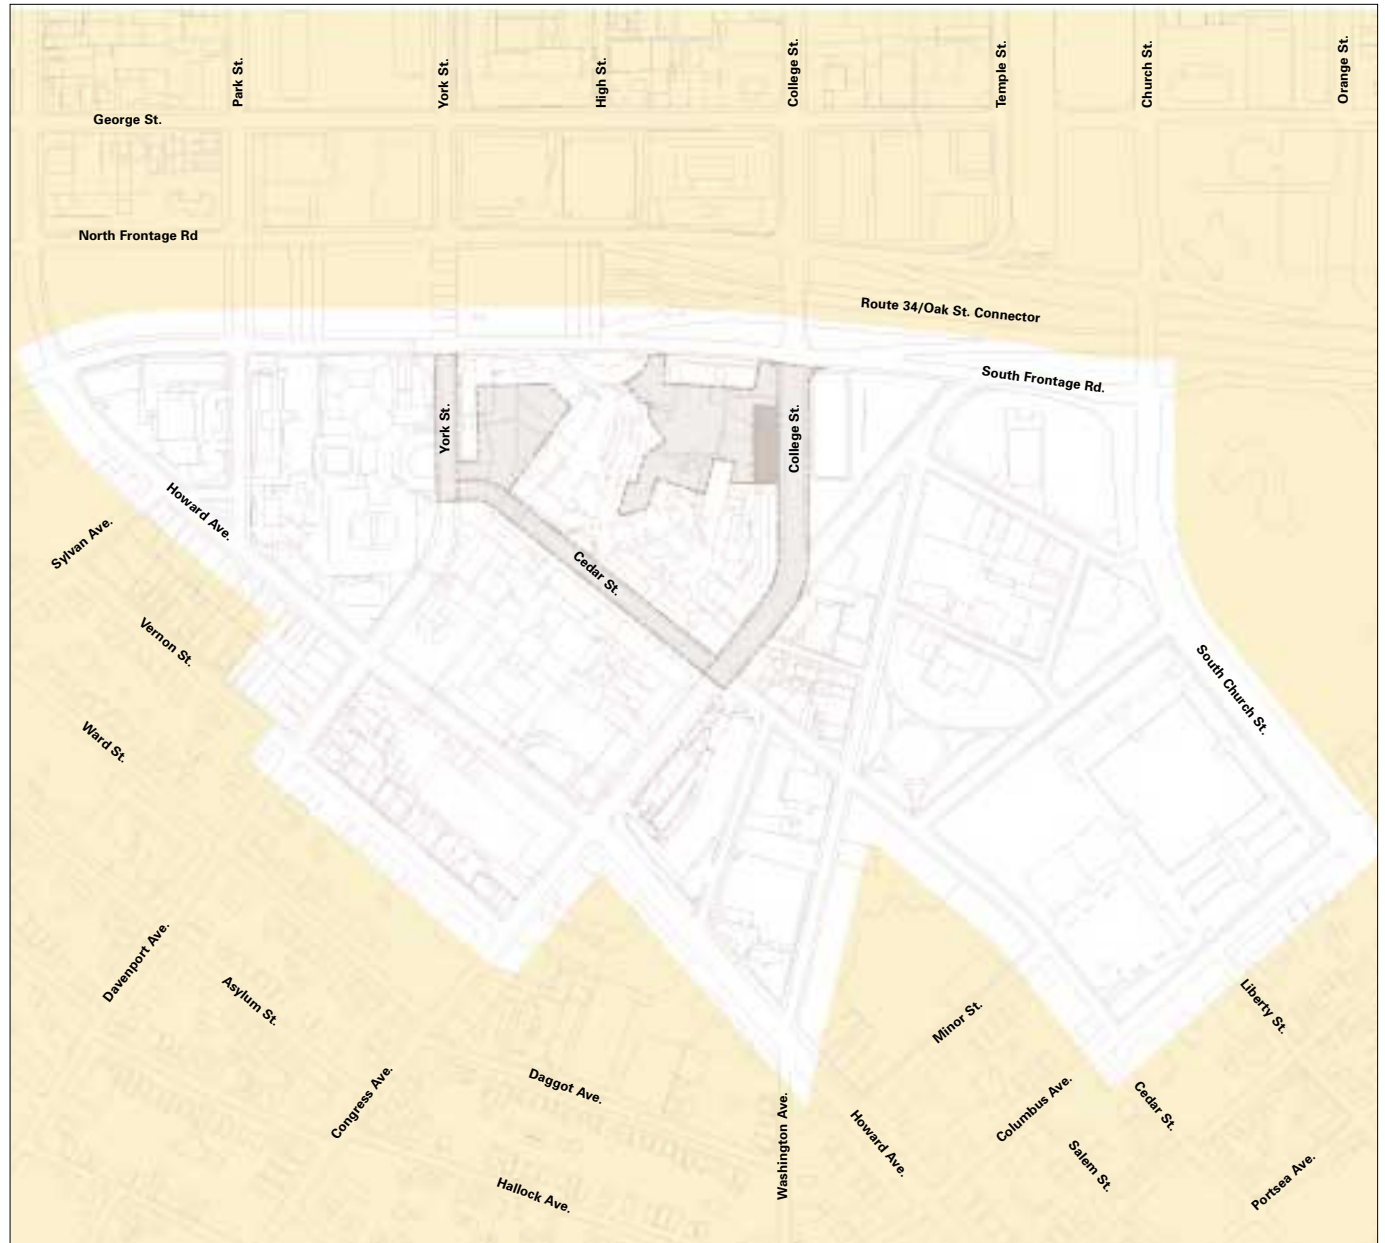 Park St.
York St.
High St.
College St.
Temple St.
Church St.
Orange St.
George St.
North Frontage Rd
Route 34/Oak St. Connector
South Frontage Rd.
York St.
College St.
Howard Ave.
Sylvan Ave.
Cedar St.
Vernon St.
South Church St.
Ward St.
Davenport Ave.
Asylum St.
Liberty St.
Minor St.
Congress Ave.
Daggot Ave.
Washington Ave.
Howard Ave.
Columbus Ave.
Cedar St.
Salem St.
Portsea Ave.
Hallock Ave.